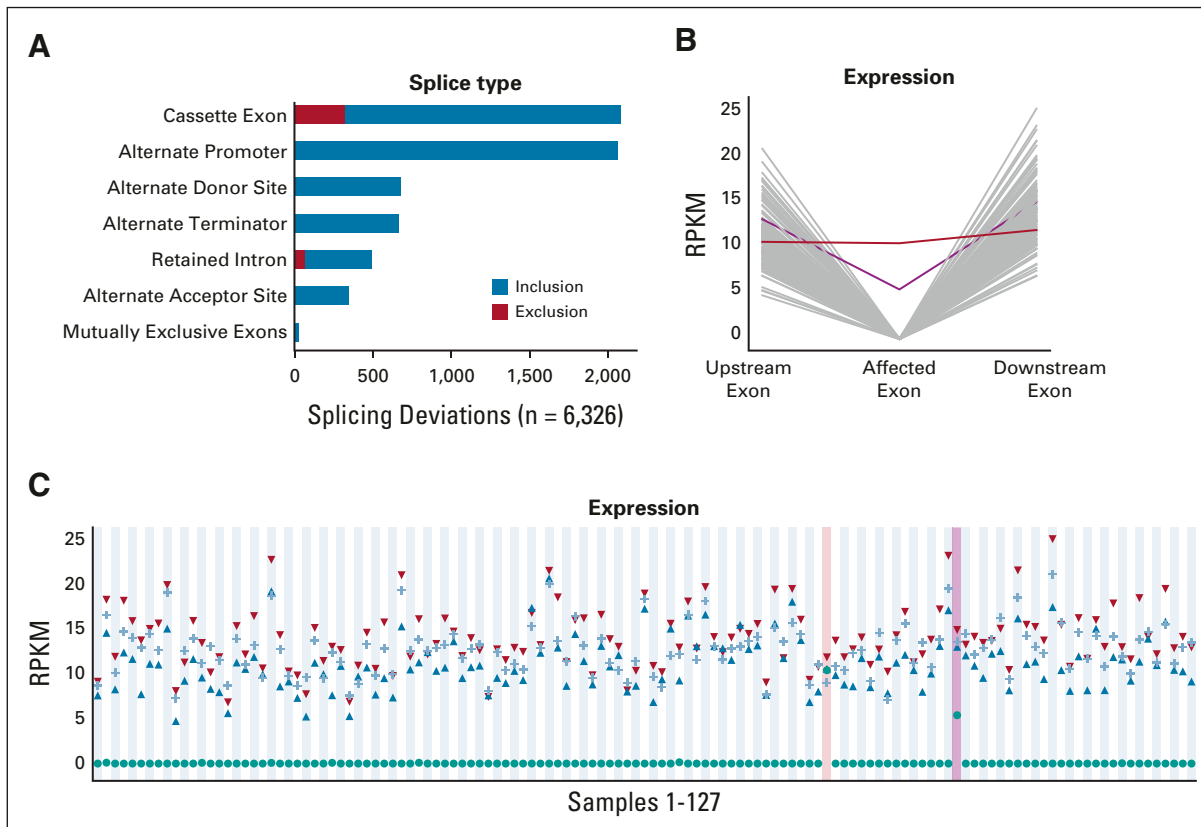 A
Splice type
Cassette Exon
Alternate Promoter
Alternate Donor Site
Alternate Terminator
Retained Intron
Alternate Acceptor Site
Mutually Exclusive Exons
Inclusion
Exclusion
0 500 1,000 1,500 2,000
Splicing Deviations (n = 6,326)
B
Expression
RPKM
25
20
15
10
5
0
Upstream Exon
Affected Exon
Downstream Exon
C
Expression
RPKM
25
20
15
10
5
0
Samples 1-127